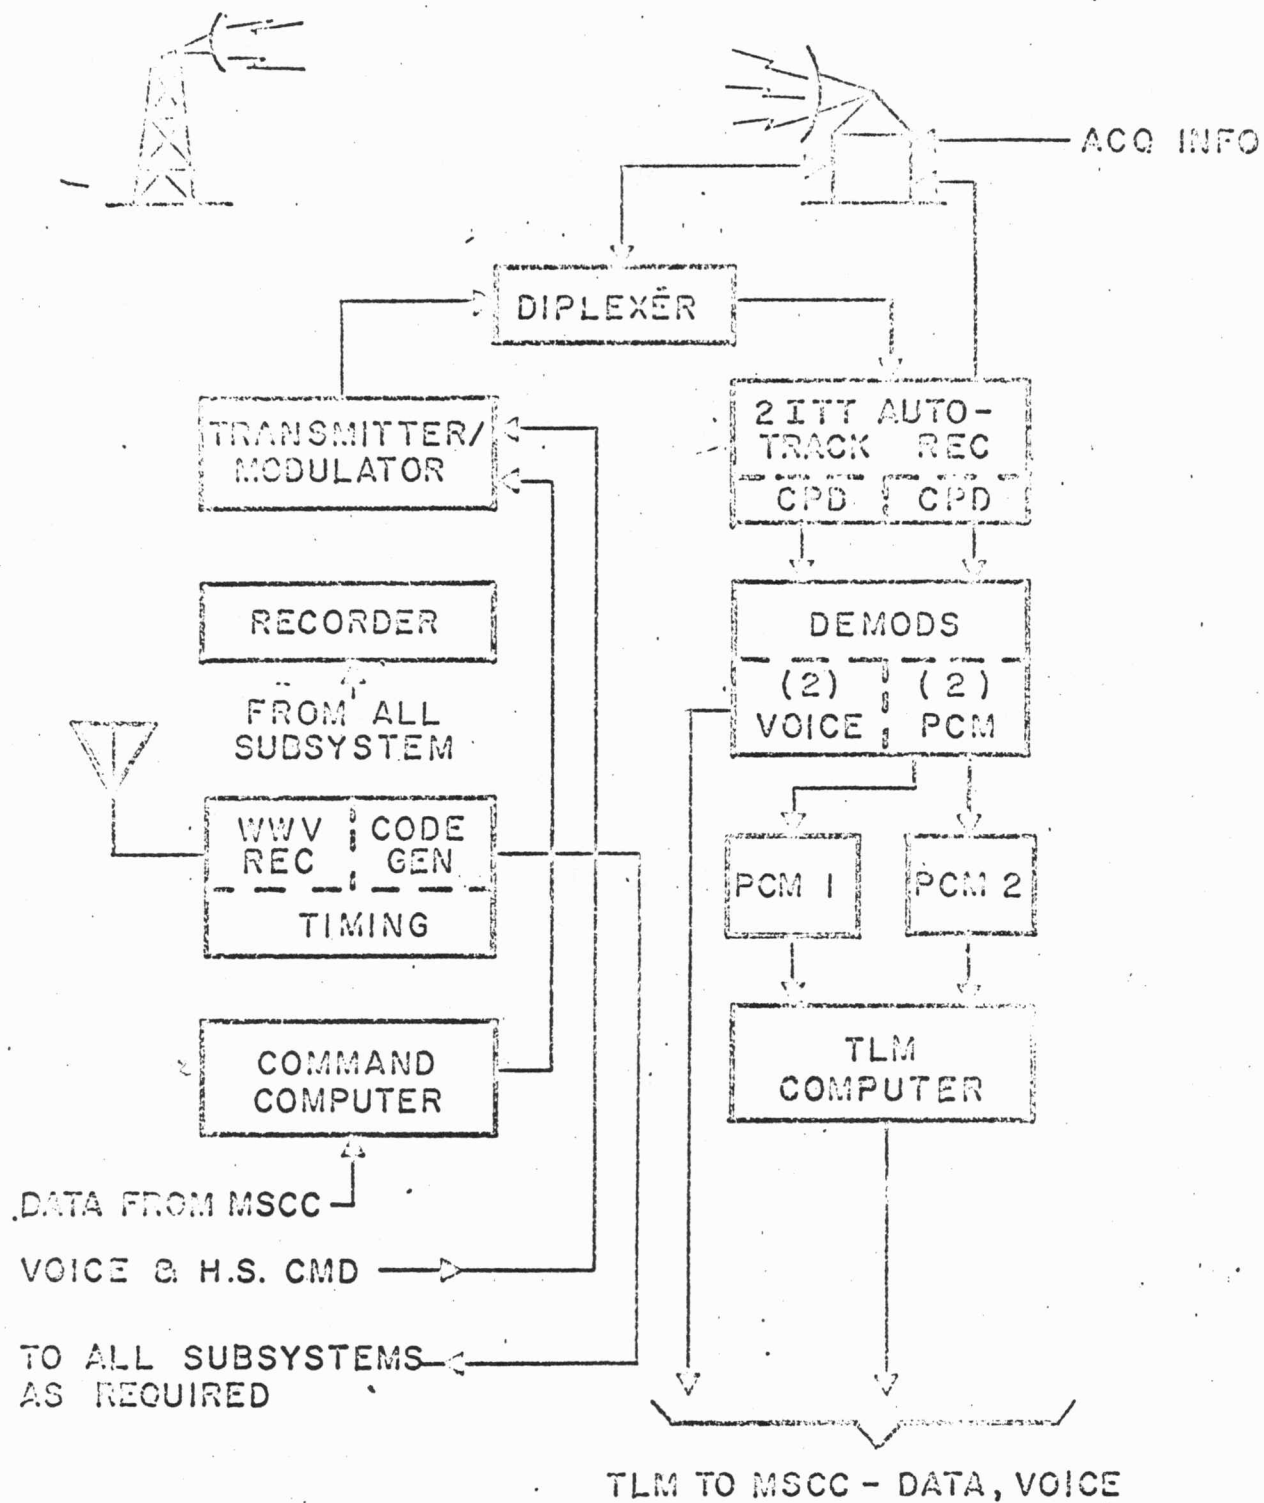 ACQ INFO
DIPLEXER
TRANSMITTER/
MODULATOR
2 ITT AUTO-
TRACK REC
CPD CPD
RECORDER
FROM ALL
SUBSYSTEM
DEMODS
(2) (2)
VOICE PCM
WWV CODE
REC GEN
TIMING
PCM 1 PCM 2
COMMAND
COMPUTER
TLM
COMPUTER
DATA FROM MSCC
VOICE & H.S. CMD
TO ALL SUBSYSTEMS
AS REQUIRED
TLM TO MSCC - DATA, VOICE